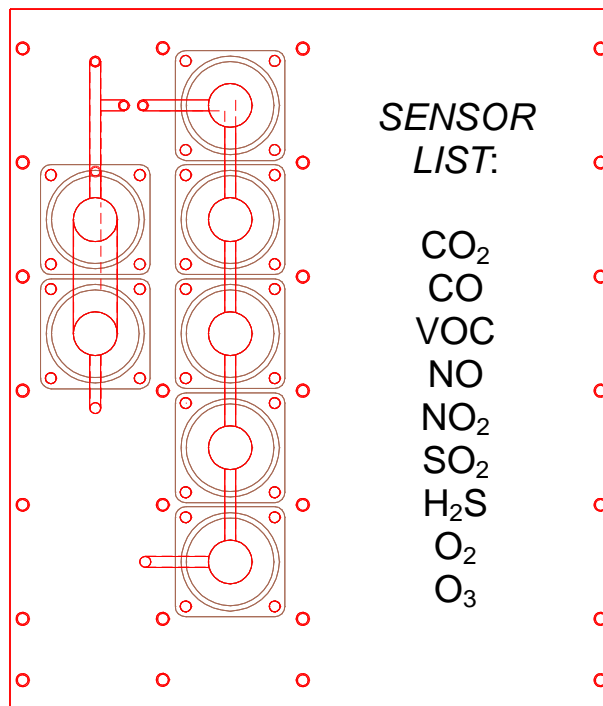 SENSOR
LIST:
CO₂
CO
VOC
NO
NO₂
SO₂
H₂S
O₂
O₃